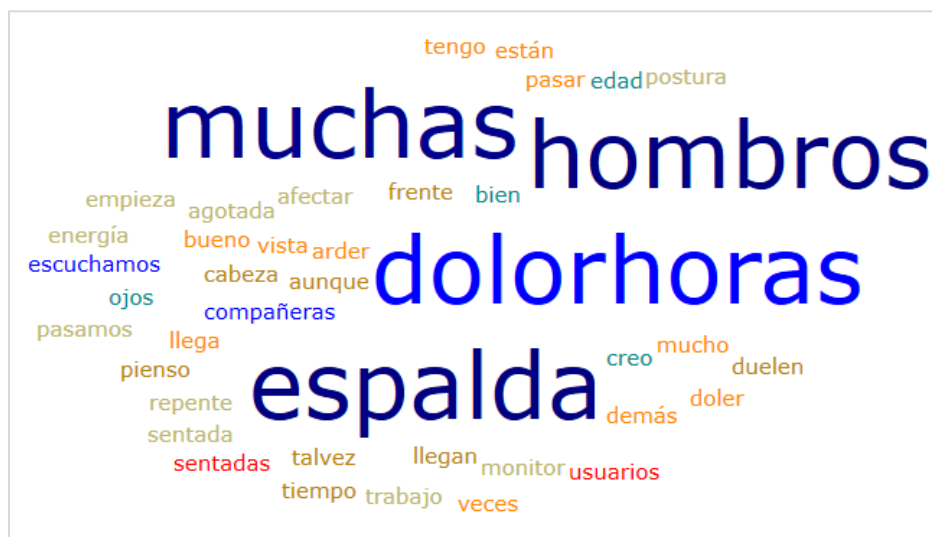 tengo están
pasar edad postura
muchas hombros
empieza agotada afectar frente bien
energía bueno vista arder
escuchamos cabeza aunque dolorhoras
ojos compañeras
pasamos llega
pienso espalda creo mucho duelen
repente demás doler
sentada
sentadas talvez llegan monitor usuarios
tiempo trabajo veces